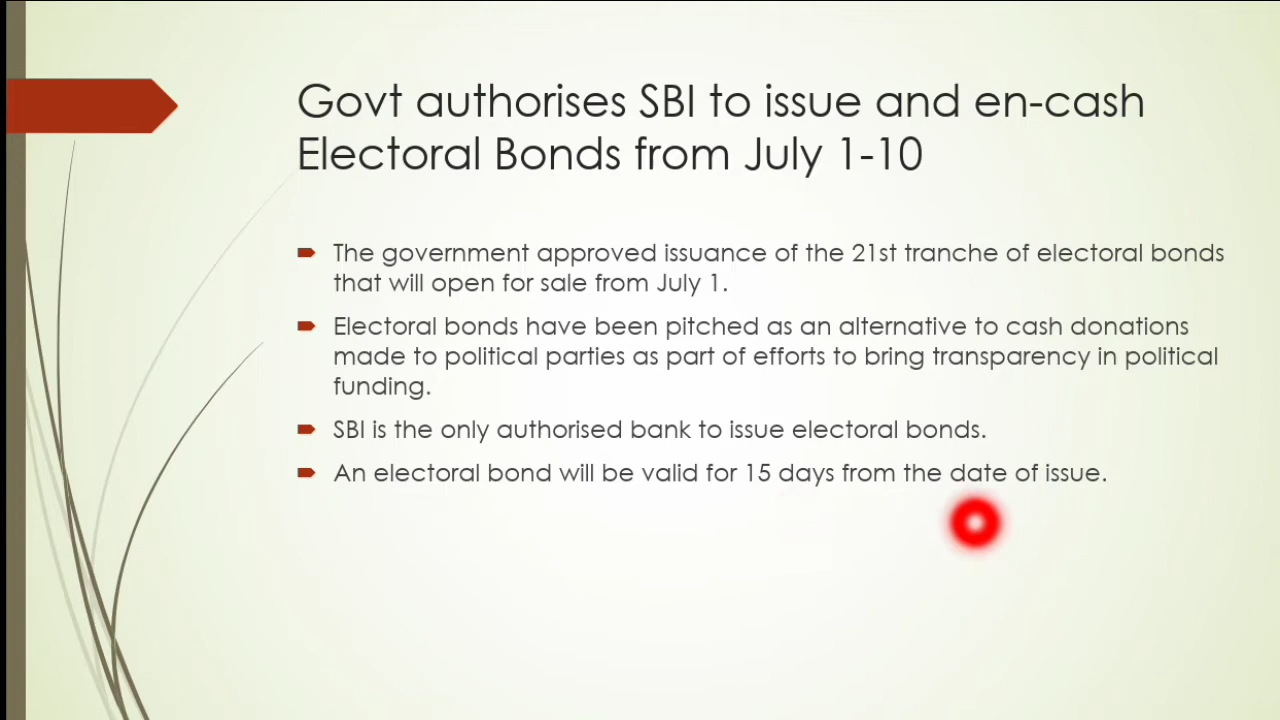 Govt authorises SBI to issue and en-cash
Electoral Bonds from July 1-10
The government approved issuance of the 21st tranche of electoral bonds
that will open for sale from July 1.
Electoral bonds have been pitched as an alternative to cash donations
made to political parties as part of efforts to bring transparency in political
funding.
SBI is the only authorised bank to issue electoral bonds.
An electoral bond will be valid for 15 days from the date of issue.